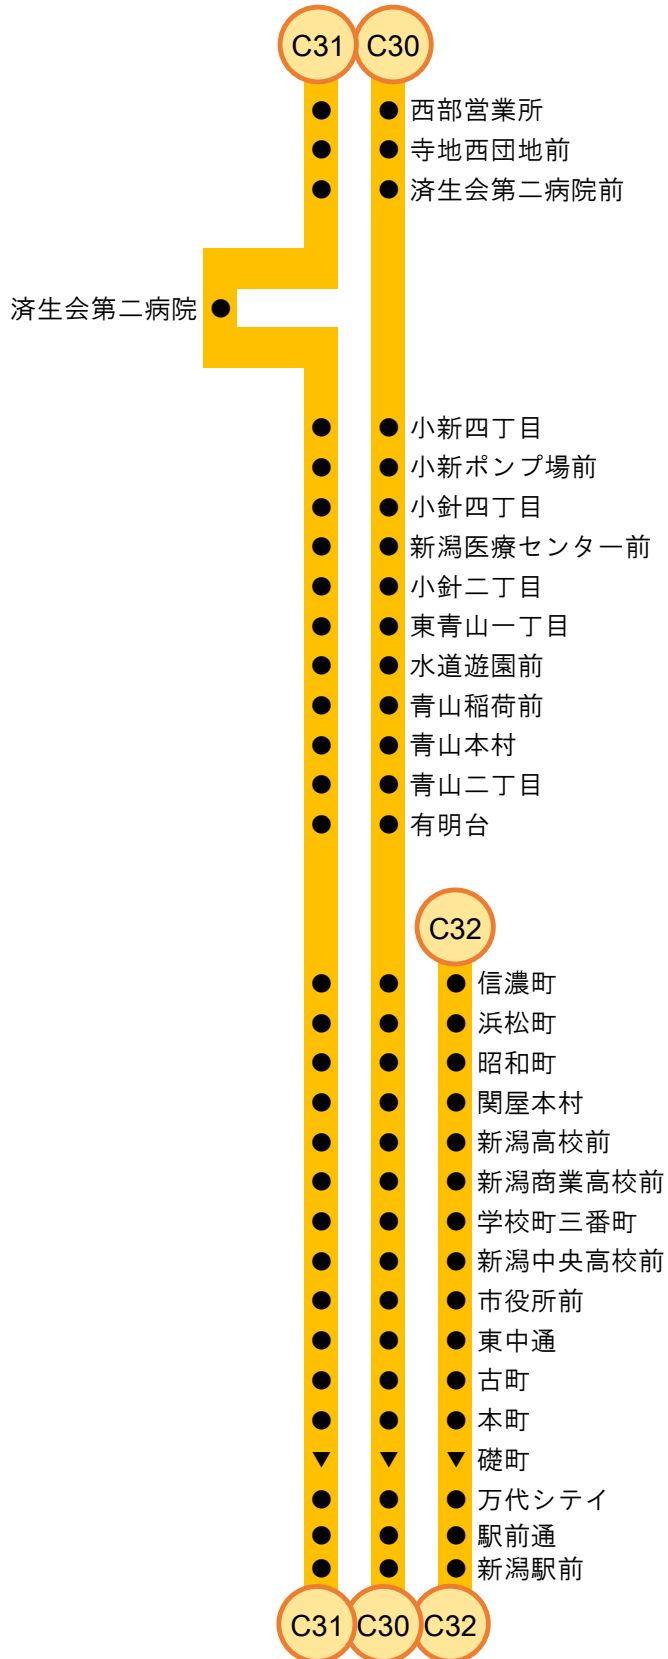 C31 C30
西部営業所
寺地西団地前
済生会第二病院前
済生会第二病院
小新四丁目
小新ポンプ場前
小針四丁目
新潟医療センター前
小針二丁目
東青山一丁目
水道遊園前
青山稲荷前
青山本村
青山二丁目
有明台
C32
信濃町
浜松町
昭和町
関屋本村
新潟高校前
新潟商業高校前
学校町三番町
新潟中央高校前
市役所前
東中通
古町
本町
礎町
万代シテイ
駅前通
新潟駅前
C31 C30 C32